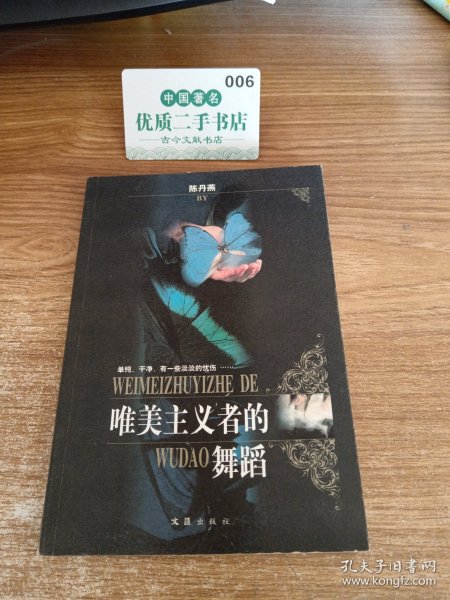 006
中国著名
优质二手书店
古今文献书店
陈丹燕
BY
单纯、干净，有一些淡淡的忧伤……
WEIMEIZHUYIZHE DE
唯美主义者的
WUDAO 舞蹈
文汇出版社
孔夫子旧书网
www.kongfz.com